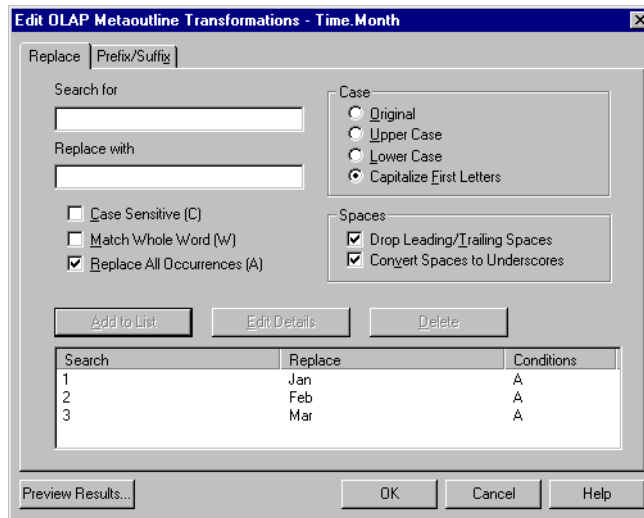 Edit OLAP Metaoutline Transformations - Time.Month
Replace Prefix/Suffix
Search for
Replace with
Case Sensitive (C)
Match Whole Word (W)
Replace All Occurrences (A)
Case
Original
Upper Case
Lower Case
Capitalize First Letters
Spaces
Drop Leading/Trailing Spaces
Convert Spaces to Underscores
Add to List Edit Details Delete
Search Replace Conditions
1 Jan A
2 Feb A
3 Mar A
Preview Results... OK Cancel Help